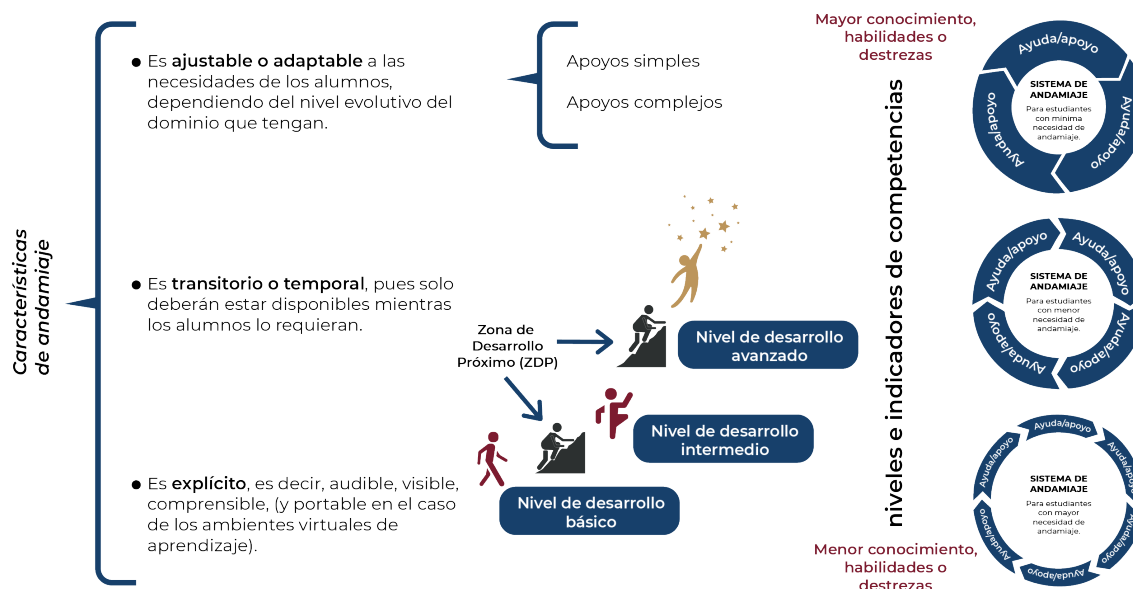 Características
de andamiaje
● Es ajustable o adaptable a las
necesidades de los alumnos,
dependiendo del nivel evolutivo del
dominio que tengan.
Apoyos simples
Apoyos complejos
● Es transitorio o temporal, pues solo
deberán estar disponibles mientras
los alumnos lo requieran.
● Es explícito, es decir, audible, visible,
comprensible, (y portable en el caso
de los ambientes virtuales de
aprendizaje).
Zona de
Desarrollo
Próximo (ZDP)
Nivel de desarrollo
avanzado
Nivel de desarrollo
intermedio
Nivel de desarrollo
básico
Mayor conocimiento,
habilidades o
destrezas
niveles e indicadores de competencias
Menor conocimiento,
habilidades o
destrezas
Ayuda/apoyo
Ayuda/apoyo
Ayuda/apoyo
SISTEMA DE
ANDAMIAJE
Para estudiantes
con mínima
necesidad de
andamiaje.
Ayuda/apoyo
Ayuda/apoyo
Ayuda/apoyo
Ayuda/apoyo
SISTEMA DE
ANDAMIAJE
Para estudiantes
con menor
necesidad de
andamiaje.
Ayuda/apoyo
Ayuda/apoyo
Ayuda/apoyo
Ayuda/apoyo
Ayuda/apoyo
Ayuda/apoyo
SISTEMA DE
ANDAMIAJE
Para estudiantes
con mayor
necesidad de
andamiaje.